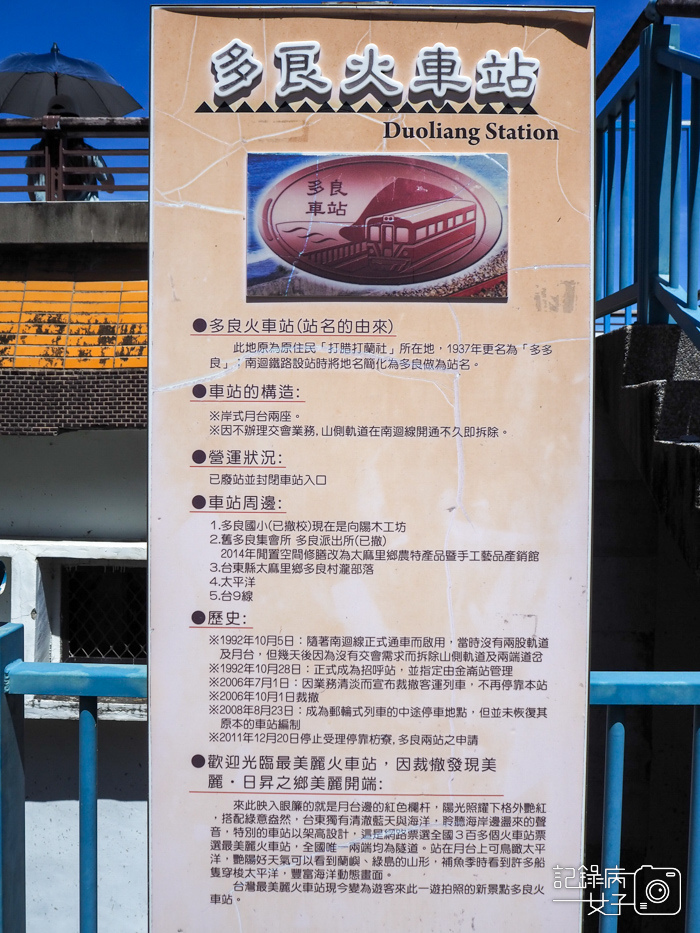 多良火車站
Duoliang Station
多良
車站
●多良火車站(站名的由來)
此地原為原住民「打腊打蘭社」所在地，1937年更名為「多多
良」；南迴鐵路設站時將地名簡化為多良做為站名。
●車站的構造:
※岸式月台兩座。
※因不辦理交會業務,山側軌道在南迴線開通不久即拆除。
●營運狀況:
已廢站並封閉車站入口
●車站周邊:
1.多良國小(已撤校)現在是向陽木工坊
2.舊多良集會所 多良派出所(已撤)
2014年閒置空間修膳改為太麻里鄉農特產品暨手工藝品產銷館
3.台東縣太麻里鄉多良村瀧部落
4.太平洋
5.台9線
●歷史:
※1992年10月5日：隨著南迴線正式通車而啟用，當時沒有兩股軌道
及月台，但幾天後因為沒有交會需求而拆除山側軌道及兩端道岔
※1992年10月28日：正式成為招呼站，並指定由金崙站管理
※2006年7月1日：因業務清淡而宣布裁撤客運列車，不再停靠本站
※2006年10月1日裁撤
※2008年8月23日：成為郵輪式列車的中途停車地點，但並未恢復其
原本的車站編制
※2011年12月20日停止受理停靠枋寮,多良兩站之申請
●歡迎光臨最美麗火車站，因裁撤發現美
麗‧日昇之鄉美麗開端:
來此映入眼簾的就是月台邊的紅色欄杆，陽光照耀下格外艷紅
，搭配綠意盎然，台東獨有清澈藍天與海洋，聆聽海岸邊邇來的聲
音，特別的車站以架高設計，這是網路票選全國３百多個火車站票
選最美麗火車站，全國唯一兩端均為隧道。站在月台上可鳥瞰太平
洋，艷陽好天氣可以看到蘭嶼、綠島的山形，補魚季時看到許多船
隻穿梭太平洋，豐富海洋動態畫面。
台灣最美麗火車站現今變為遊客來此一遊拍照的新景點多良火
車站。
記錄病
女子